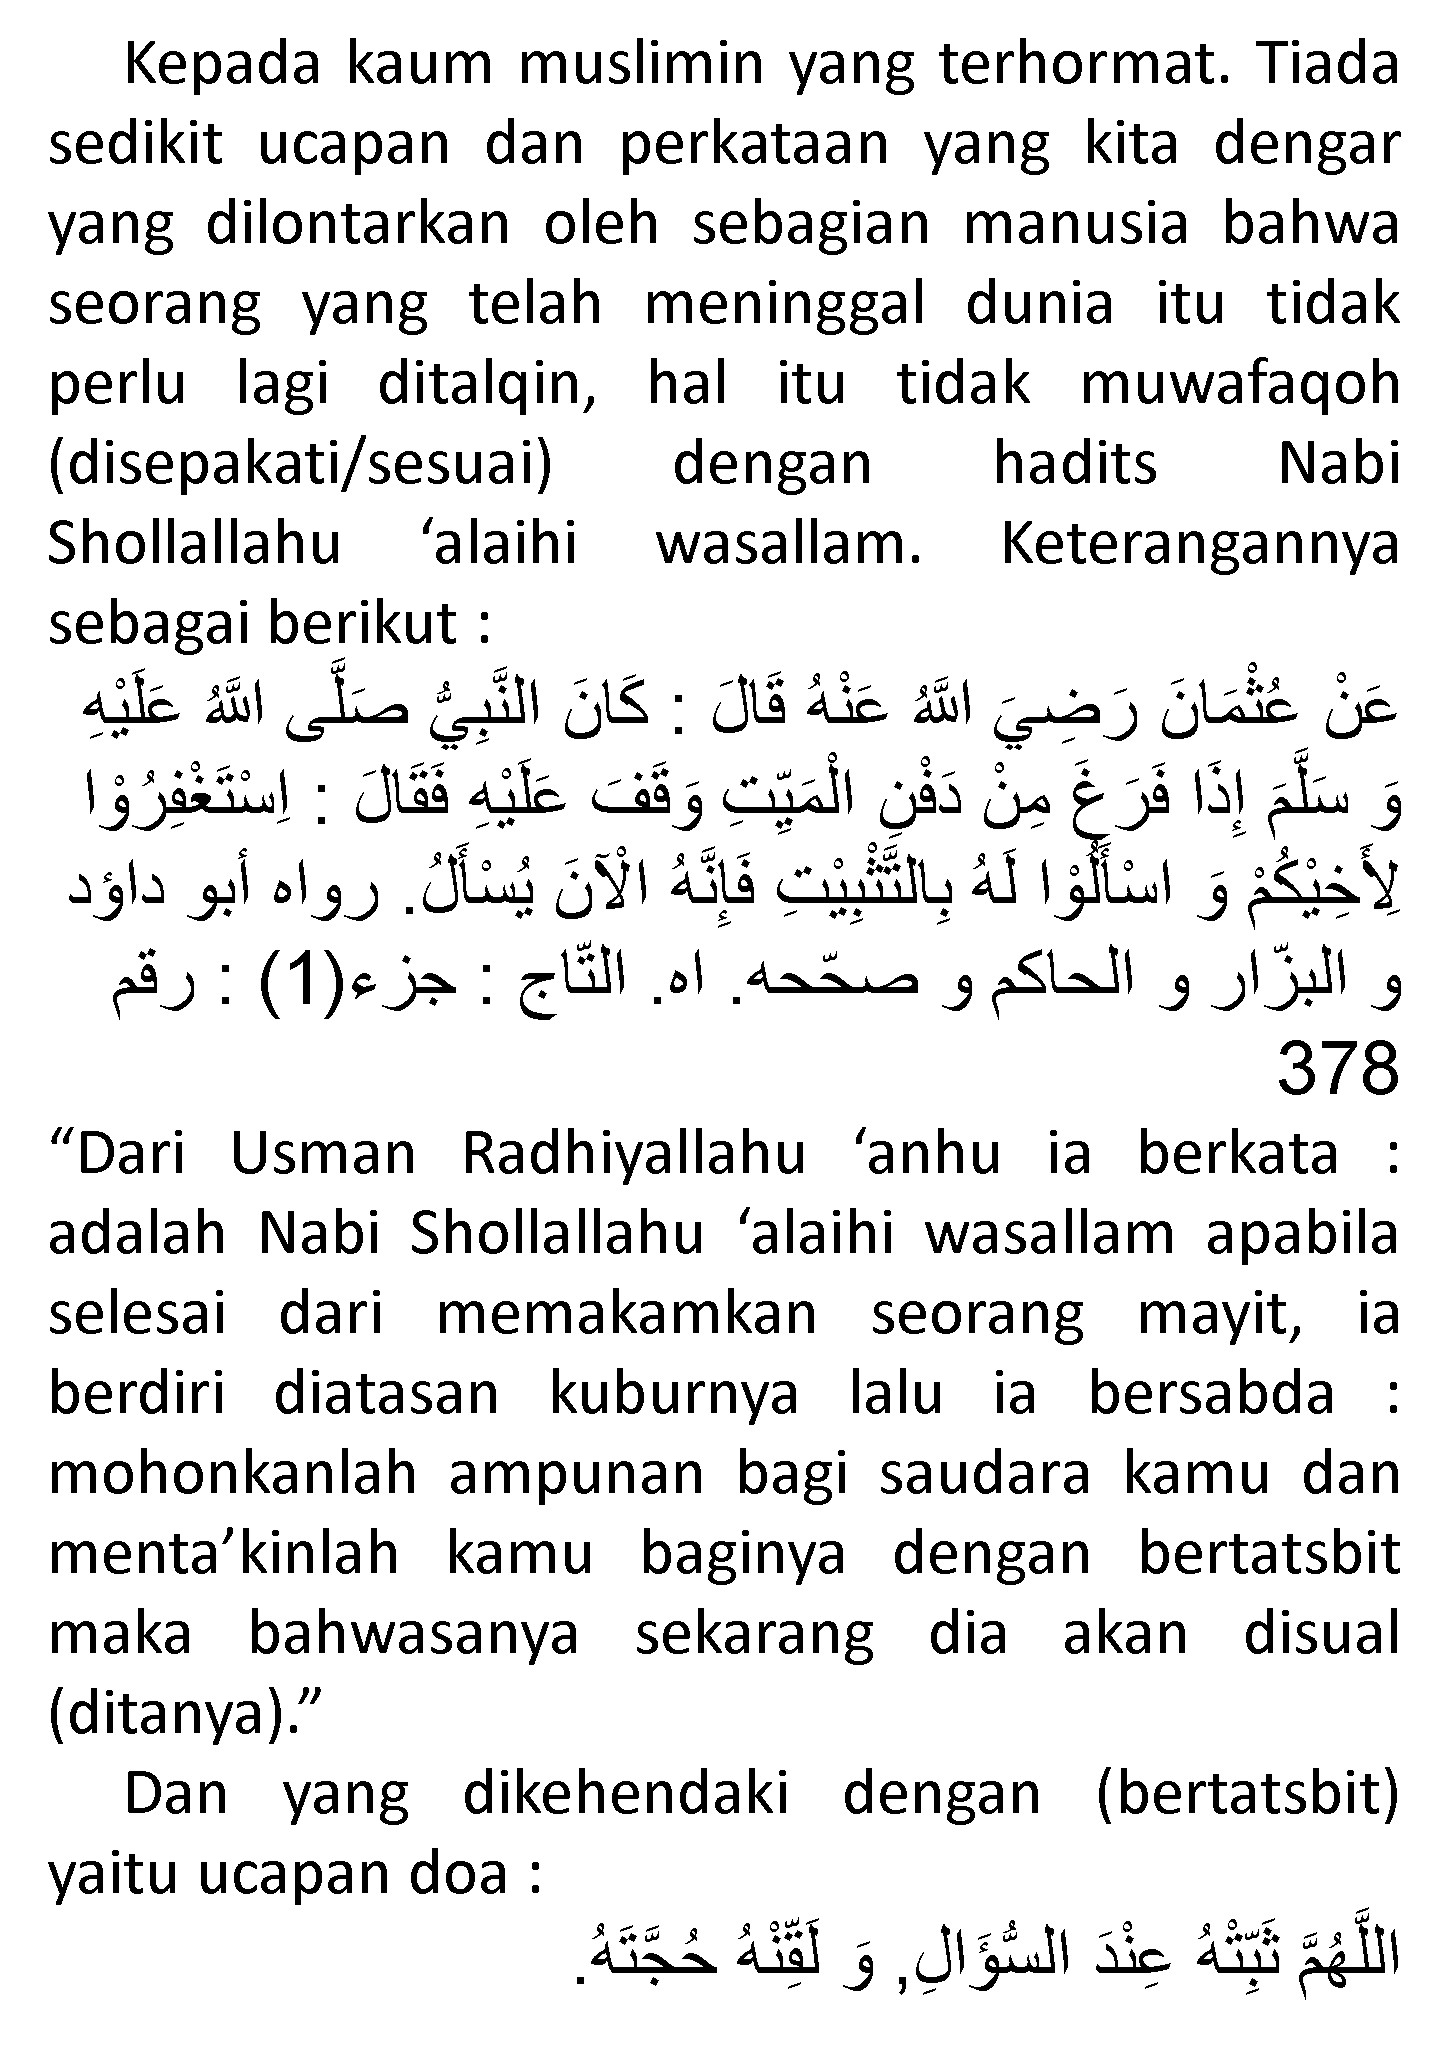 Kepada kaum muslimin yang terhormat. Tiada
sedikit ucapan dan perkataan yang kita dengar
yang dilontarkan oleh sebagian manusia bahwa
seorang yang telah meninggal dunia itu tidak
perlu lagi ditalqin, hal itu tidak muwafaqoh
(disepakati/sesuai) dengan hadits Nabi
Shollallahu ‘alaihi wasallam. Keterangannya
sebagai berikut :
عَنْ عُثْمَانَ رَضِيَ اللَّهُ عَنْهُ قَالَ : كَانَ النَّبِيُّ صَلَّى اللَّهُ عَلَيْهِ
وَ سَلَّمَ إِذَا فَرَغَ مِنْ دَفْنِ الْمَيِّتِ وَقَفَ عَلَيْهِ فَقَالَ : اِسْتَغْفِرُوْا
لِأَخِيْكُمْ وَ اسْأَلُوْا لَهُ بِالتَّثْبِيْتِ فَإِنَّهُ الْآنَ يُسْأَلُ. رواه أبو داؤد
و البزّار و الحاكم و صحّحه. اه. التّاج : جزء(1) : رقم
378
“Dari Usman Radhiyallahu ‘anhu ia berkata :
adalah Nabi Shollallahu ‘alaihi wasallam apabila
selesai dari memakamkan seorang mayit, ia
berdiri diatasan kuburnya lalu ia bersabda :
mohonkanlah ampunan bagi saudara kamu dan
menta’kinlah kamu baginya dengan bertatsbit
maka bahwasanya sekarang dia akan disual
(ditanya).”
Dan yang dikehendaki dengan (bertatsbit)
yaitu ucapan doa :
اللَّهُمَّ ثَبِّتْهُ عِنْدَ السُّؤَالِ, وَ لَقِّنْهُ حُجَّتَهُ.